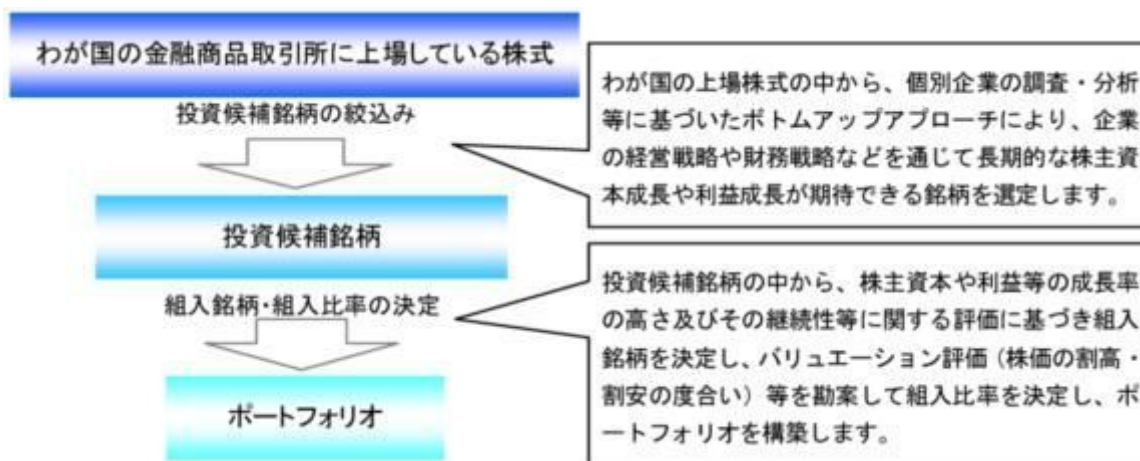 わが国の金融商品取引所に上場している株式
投資候補銘柄の絞込み
わが国の上場株式の中から、個別企業の調査・分析
等に基づいたボトムアップアプローチにより、企業
の経営戦略や財務戦略などを通じて長期的な株主資
本成長や利益成長が期待できる銘柄を選定します。
投資候補銘柄
組入銘柄・組入比率の決定
投資候補銘柄の中から、株主資本や利益等の成長率
の高さ及びその継続性等に関する評価に基づき組入
銘柄を決定し、バリュエーション評価（株価の割高・
割安の度合い）等を勘案して組入比率を決定し、ポ
ートフォリオを構築します。
ポートフォリオ